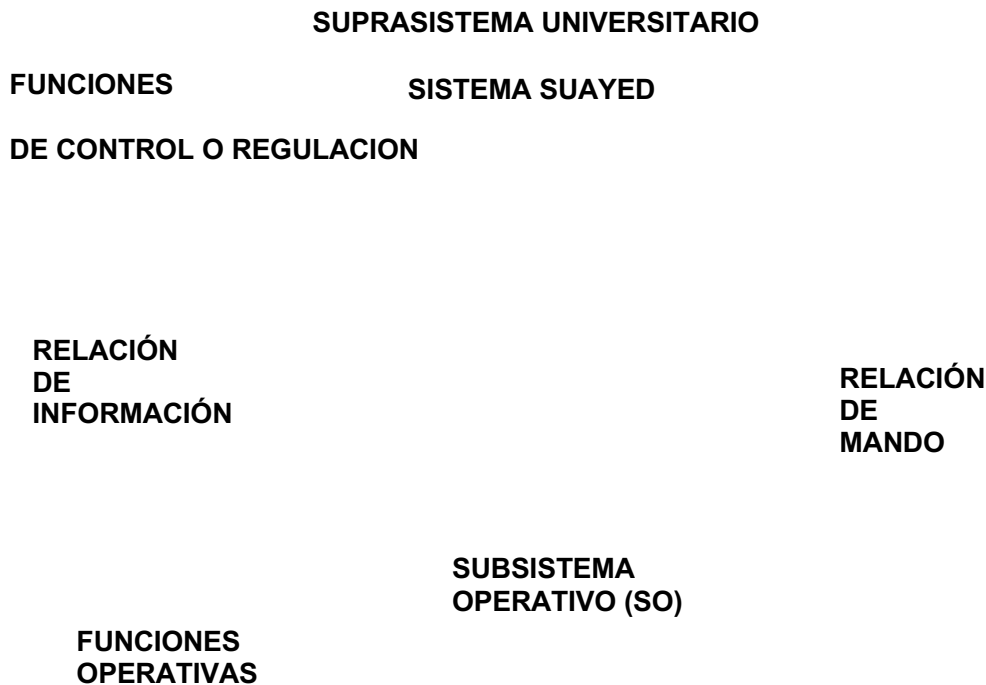 SUPRASISTEMA UNIVERSITARIO
FUNCIONES
SISTEMA SUAYED
DE CONTROL O REGULACION
RELACIÓN
DE
INFORMACIÓN
RELACIÓN
DE
MANDO
SUBSISTEMA
OPERATIVO (SO)
FUNCIONES
OPERATIVAS